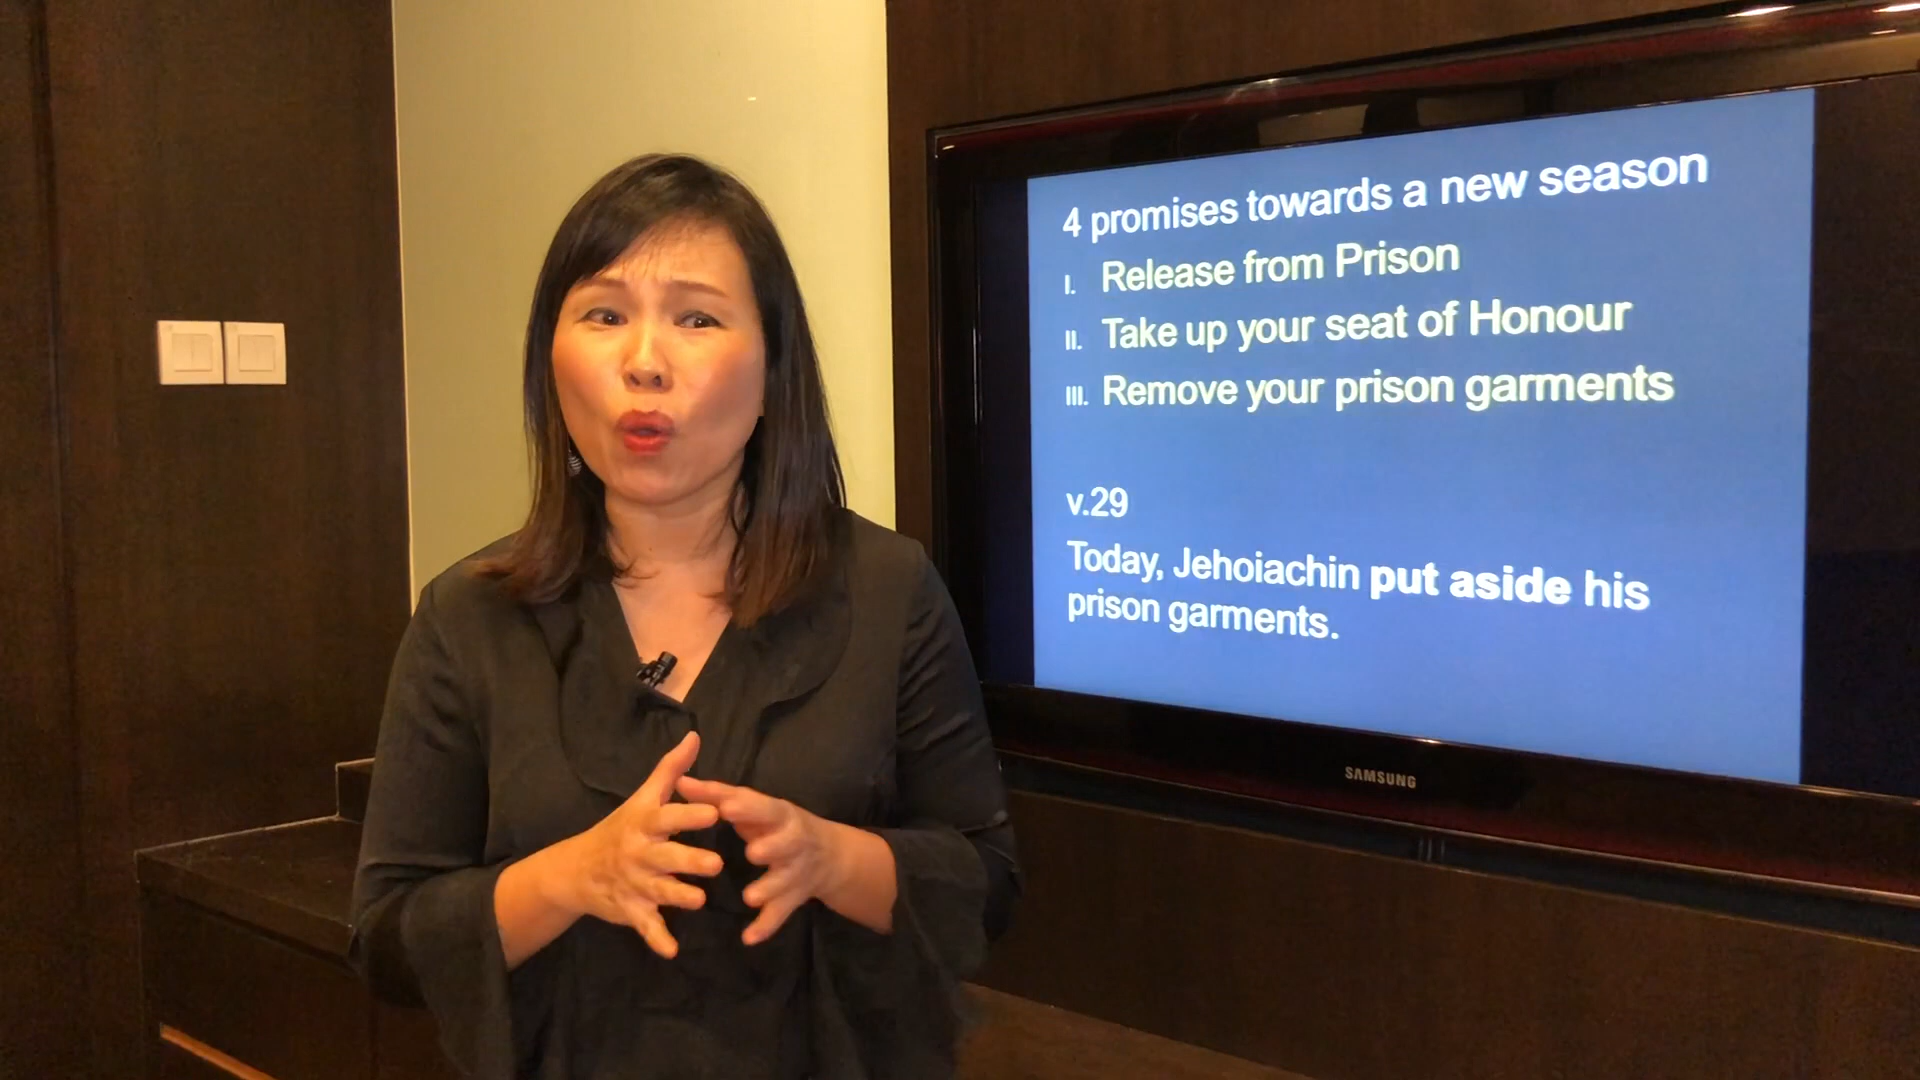 4 promises towards a new season
I. Release from Prison
II. Take up your seat of Honour
III. Remove your prison garments
v.29
Today, Jehoiachin put aside his
prison garments.
SAMSUNG